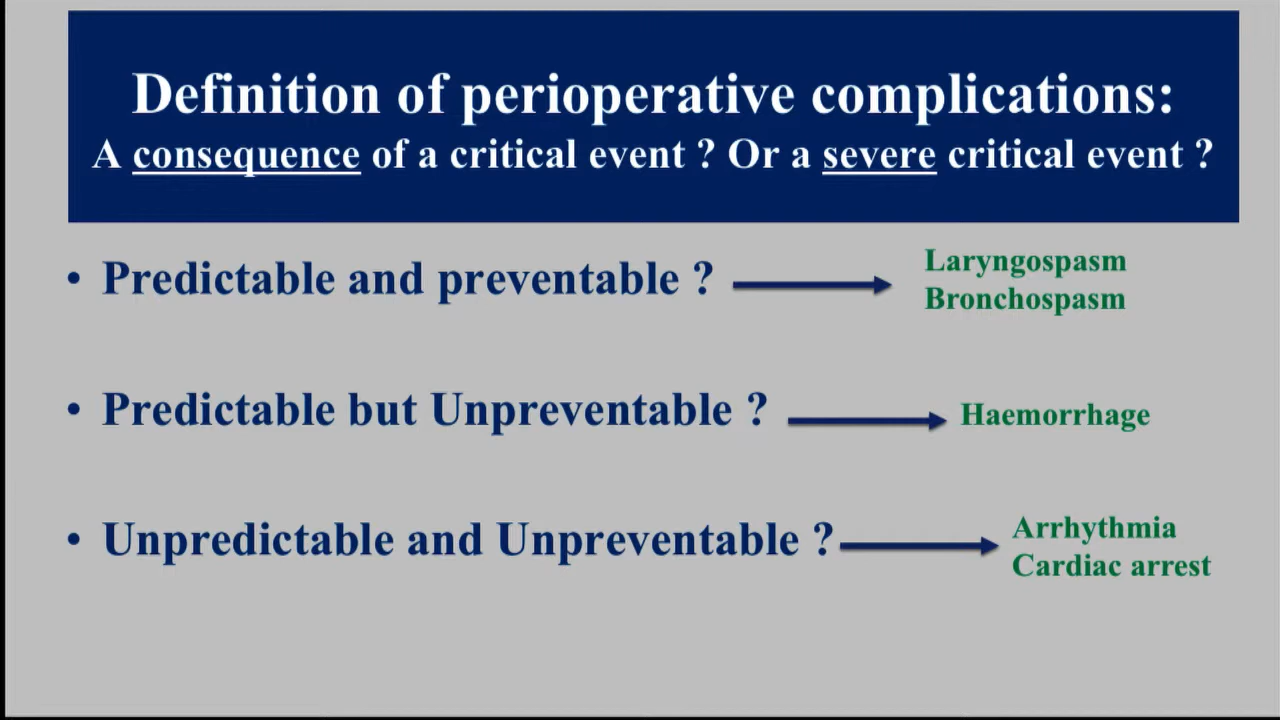 Definition of perioperative complications:
A consequence of a critical event ? Or a severe critical event ?
• Predictable and preventable ?
Laryngospasm
Bronchospasm
• Predictable but Unpreventable ?
Haemorrhage
• Unpredictable and Unpreventable ?
Arrhythmia
Cardiac arrest